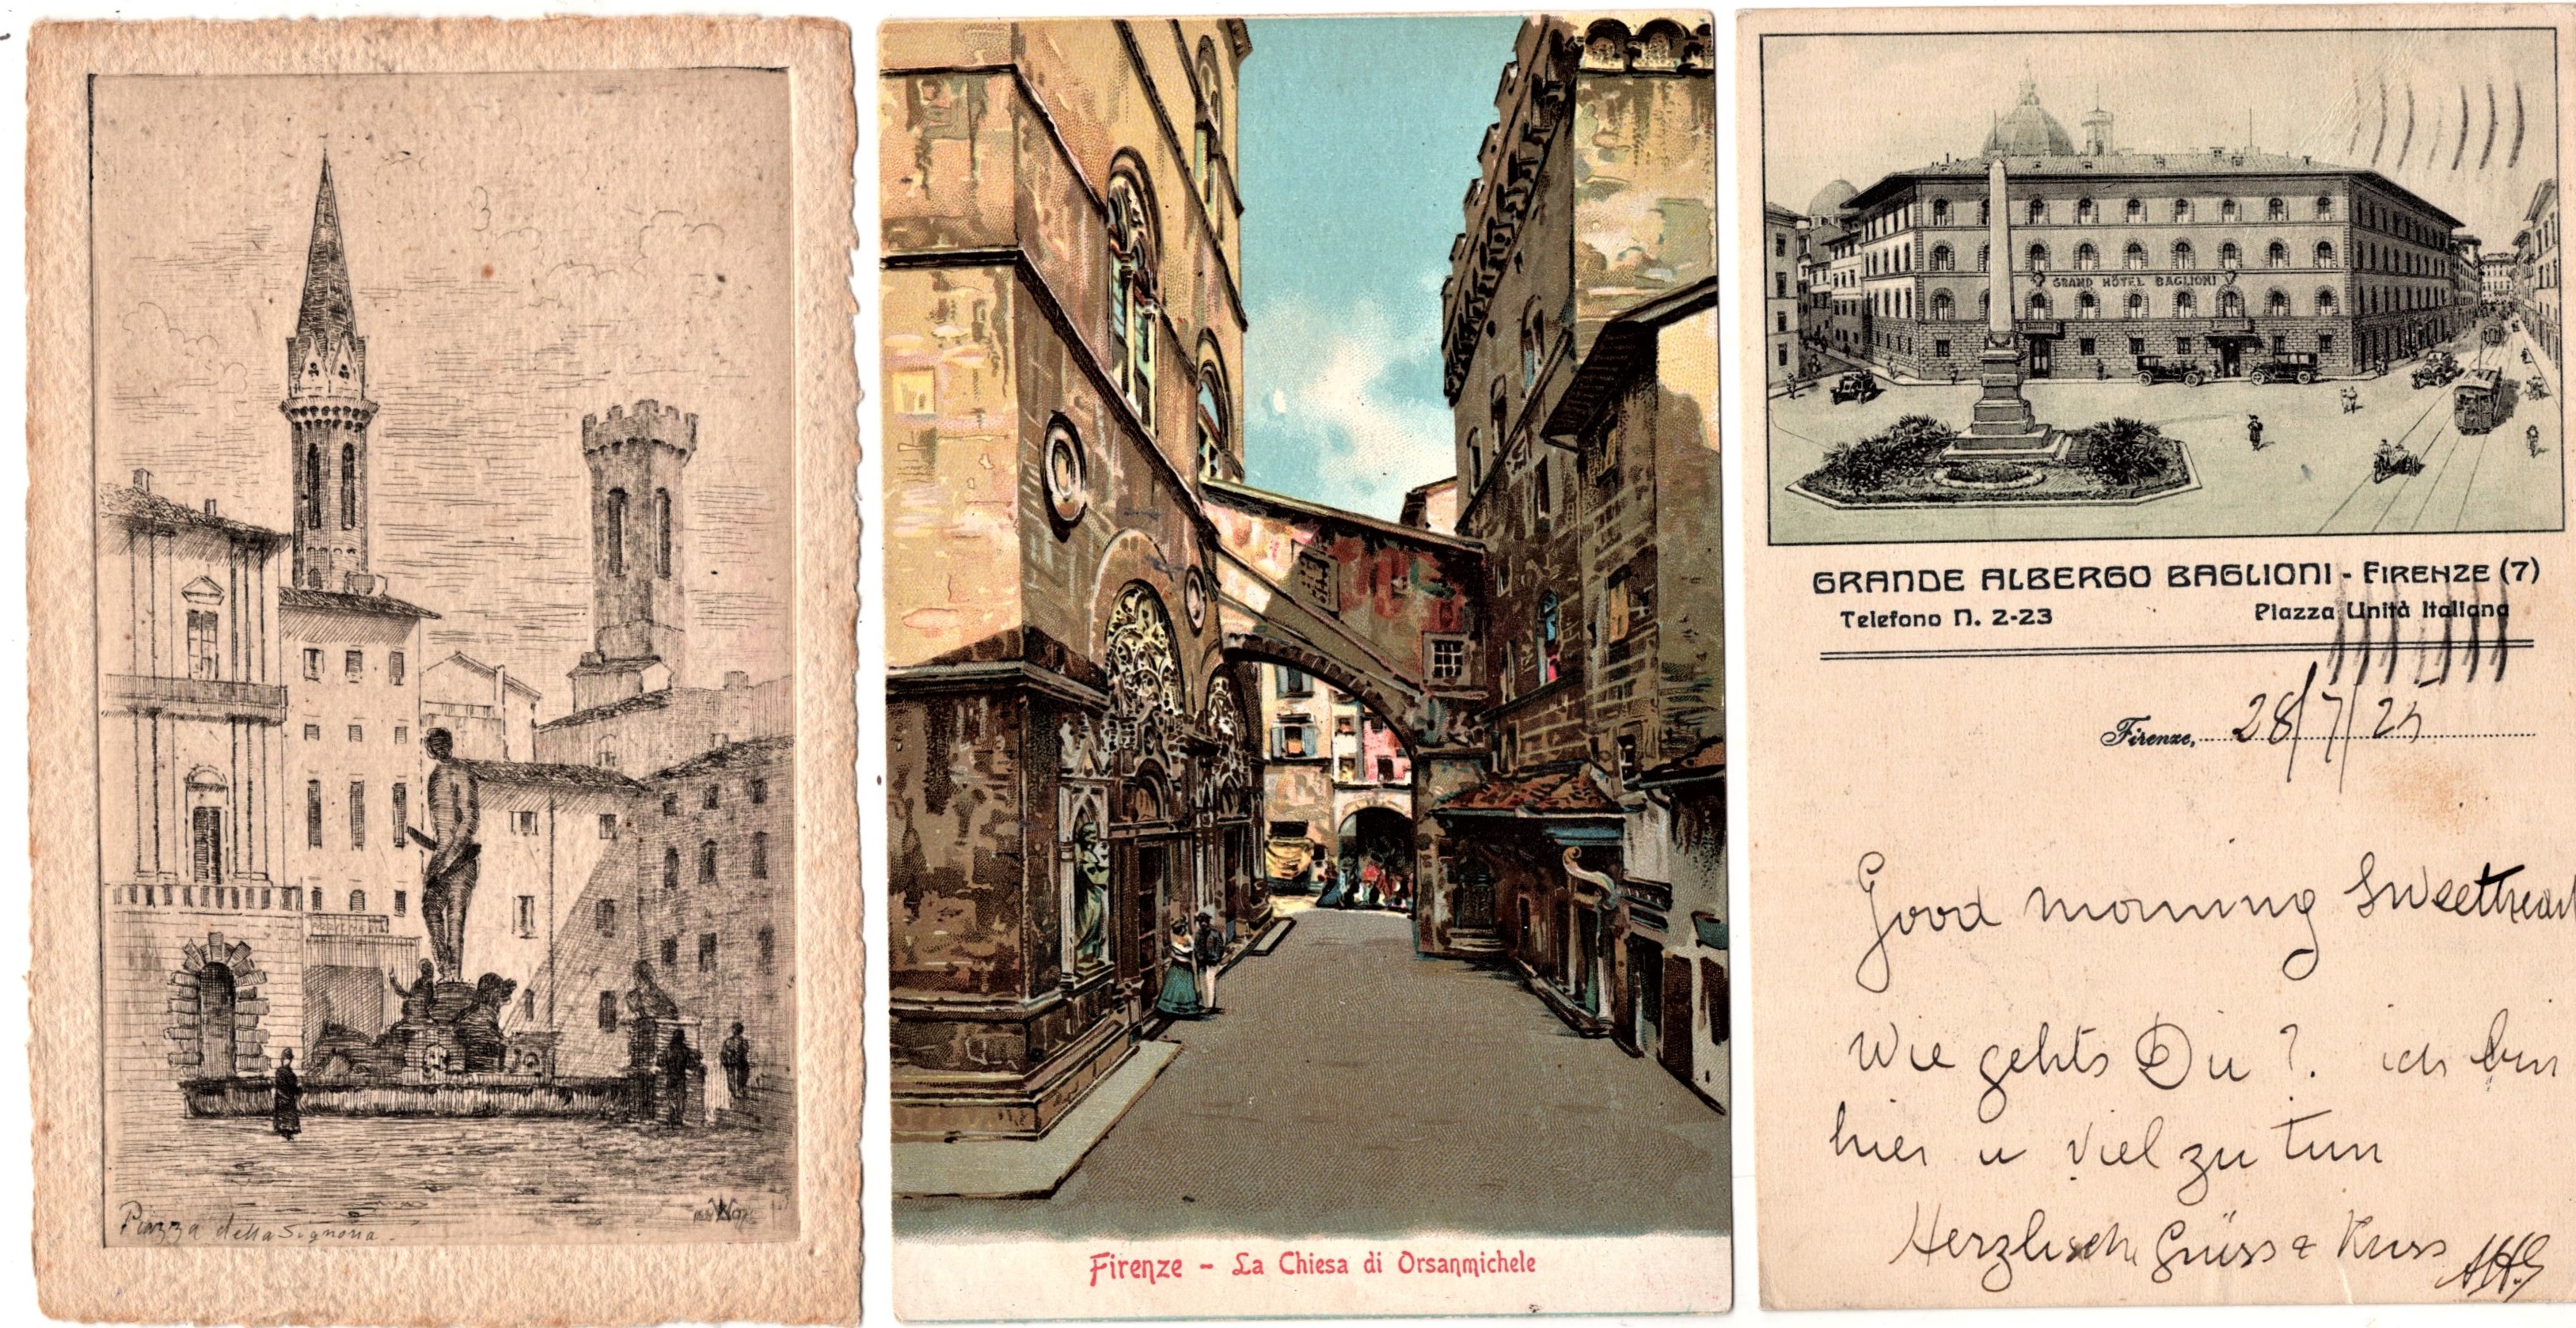 Piazza della Signoria.
Firenze - La Chiesa di Orsanmichele
GRAND HÔTEL BAGLIONI
GRANDE ALBERGO BAGLIONI - FIRENZE (7)
Telefono N. 2-23 Piazza Unità Italiana
Firenze, 28/7/25
Good morning Sweetheart
Wie gehts Du? ich bin
hier u viel zu tun
Herzlische Grüss & Kuss